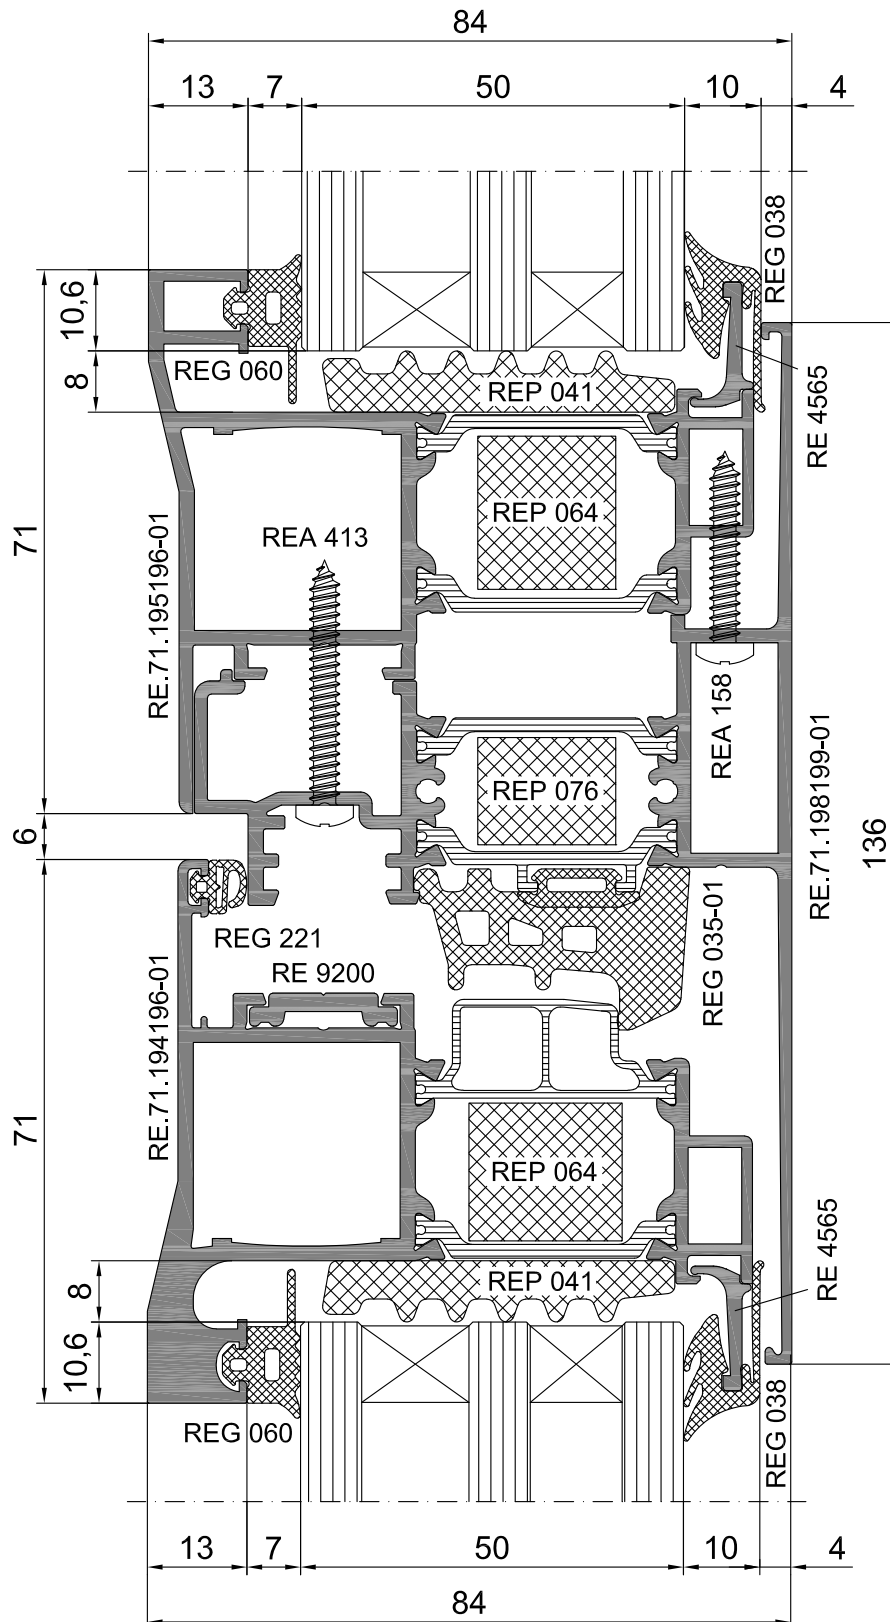 84
13
7
50
10
4
REG 038
10,6
REG 060
8
REP 041
RE 4565
71
REP 064
REA 413
RE.71.195196-01
REA 158
RE.71.198199-01
REP 076
6
136
REG 221
REG 035-01
RE 9200
RE.71.194196-01
71
REP 064
RE 4565
8
REP 041
10,6
REG 060
REG 038
13
7
50
10
4
84